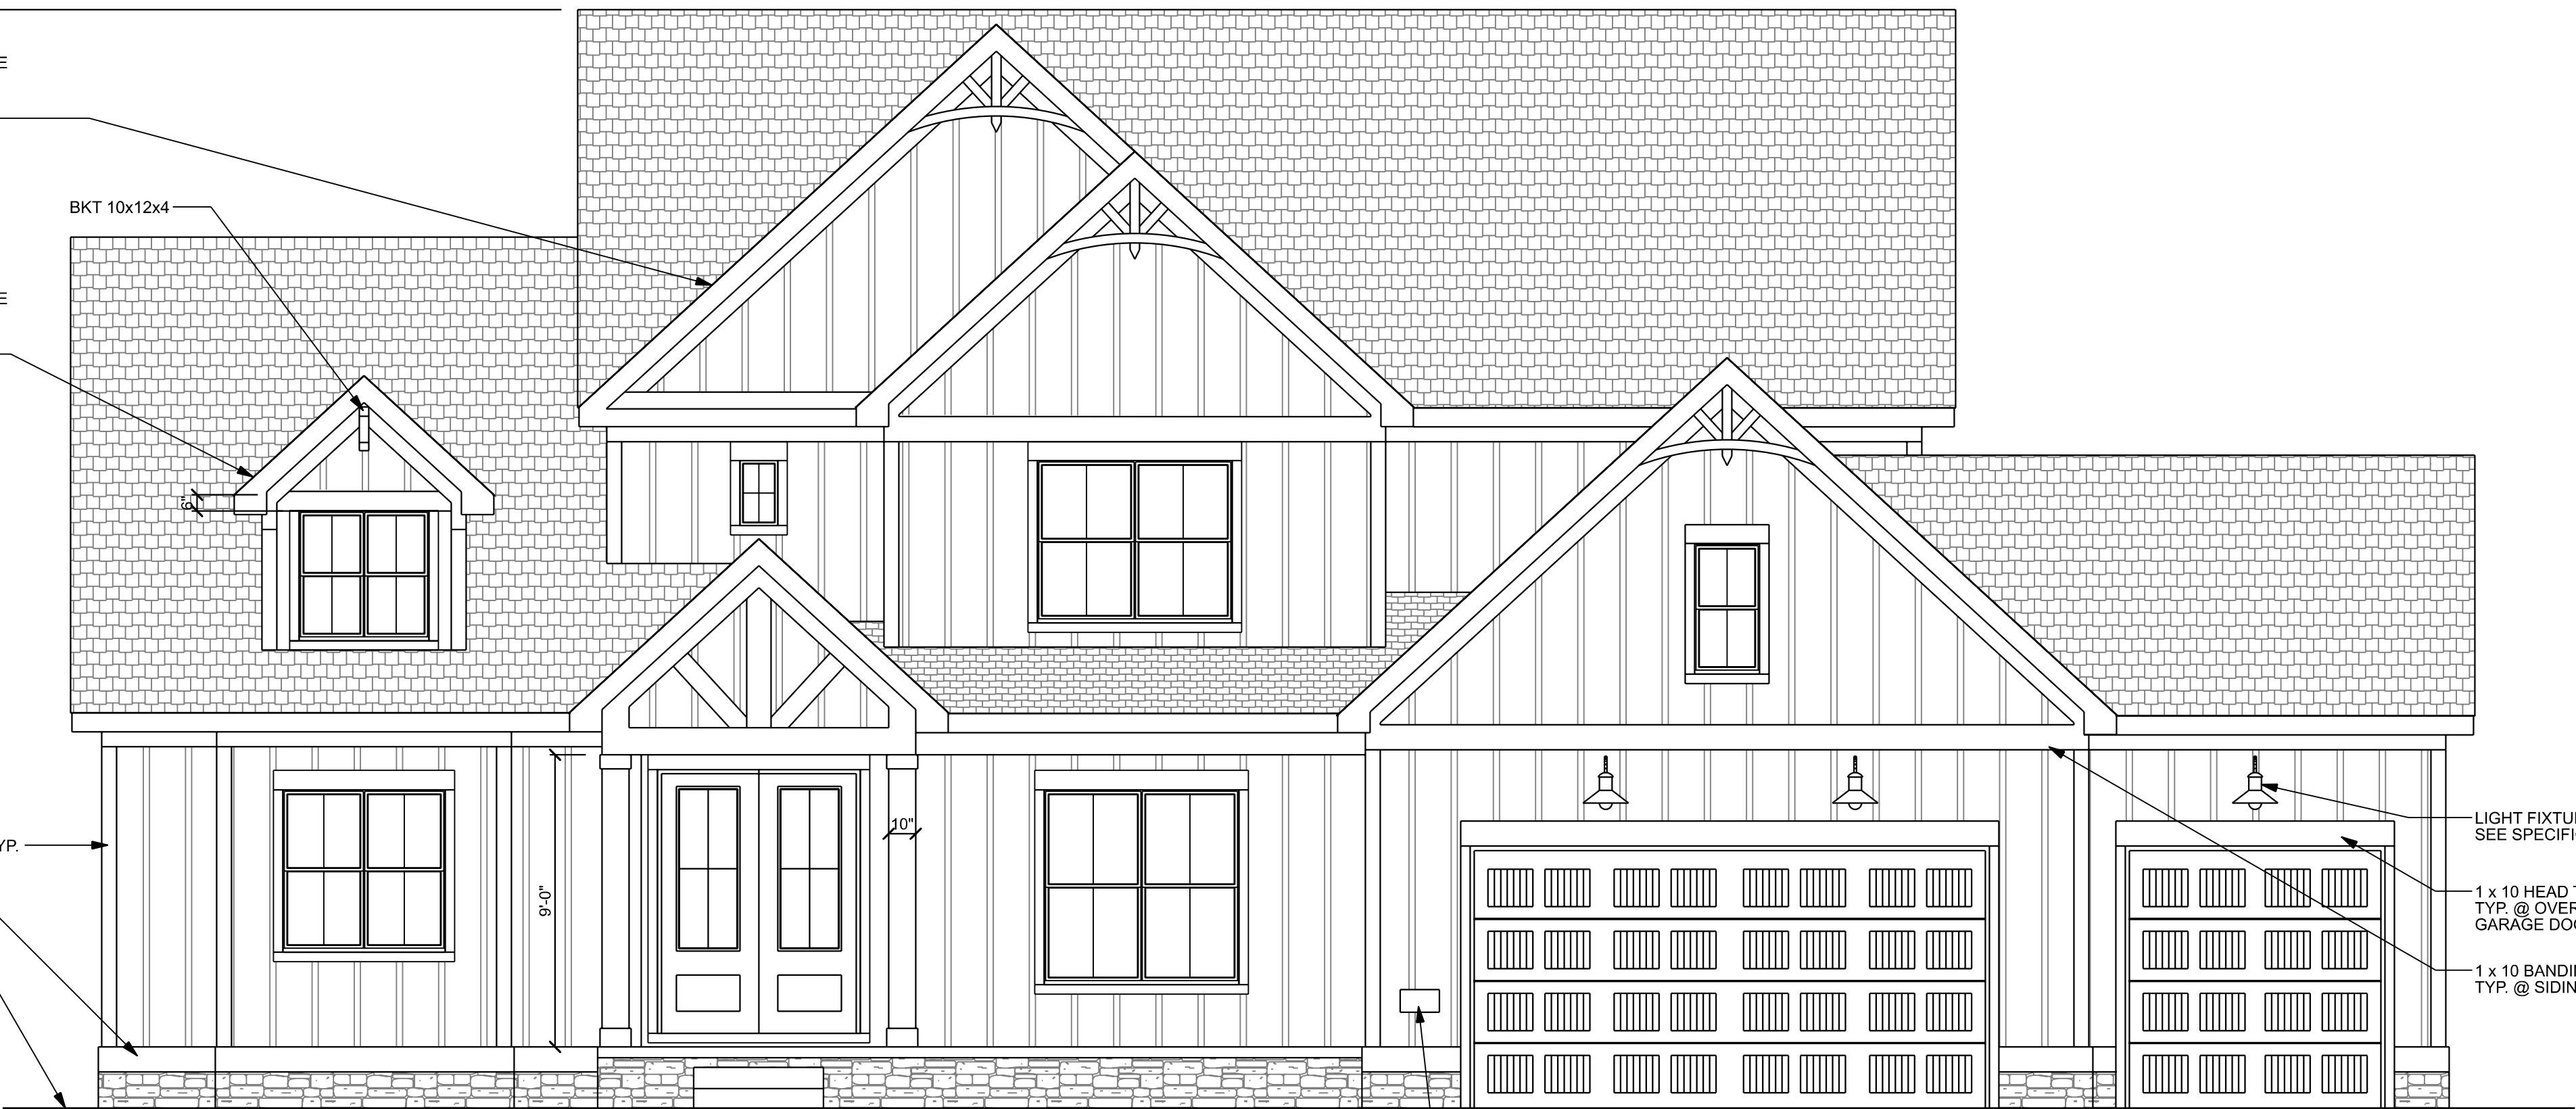 E
BKT 10x12x4
E
6"
YP.
9'-0"
10"
LIGHT FIXTU
SEE SPECIFI
1 x 10 HEAD
TYP. @ OVER
GARAGE DO
1 x 10 BANDI
TYP. @ SIDIN